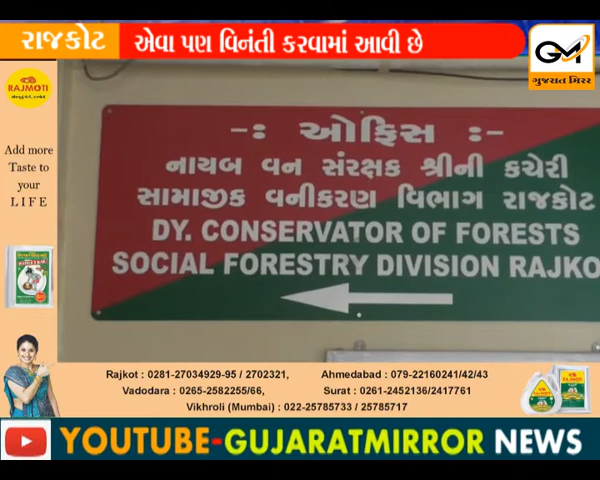 રાજકોટ
એવા પણ વિનંતી કરવામાં આવી છે
GM
ગુજરાત મિરર
RAJMOTI
Add more
Taste to
your
LIFE
-: ઓફિસ :-
નાયબ વન સંરક્ષક શ્રીની કચેરી
સામાજીક વનીકરણ વિભાગ રાજકોટ
DY. CONSERVATOR OF FORESTS
SOCIAL FORESTRY DIVISION RAJKO
Rajkot : 0281-27034929-95 / 2702321, Ahmedabad : 079-22160241/42/43
Vadodara : 0265-2582255/66, Surat : 0261-2452136/2417761
Vikhroli (Mumbai) : 022-25785733 / 25785717
YOUTUBE-GUJARATMIRROR NEWS